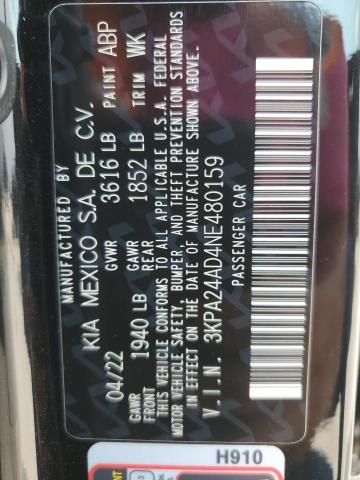 MANUFACTURED BY
KIA MEXICO S.A. DE C.V.
04/22 GVWR 3616 LB PAINT ABP
GAWR FRONT 1940 LB GAWR REAR 1852 LB TRIM WK
THIS VEHICLE CONFORMS TO ALL APPLICABLE U.S.A. FEDERAL
MOTOR VEHICLE SAFETY, BUMPER, AND THEFT PREVENTION STANDARDS
IN EFFECT ON THE DATE OF MANUFACTURE SHOWN ABOVE.
V.I.N. 3KPA24AD4NE480159
PASSENGER CAR
H910